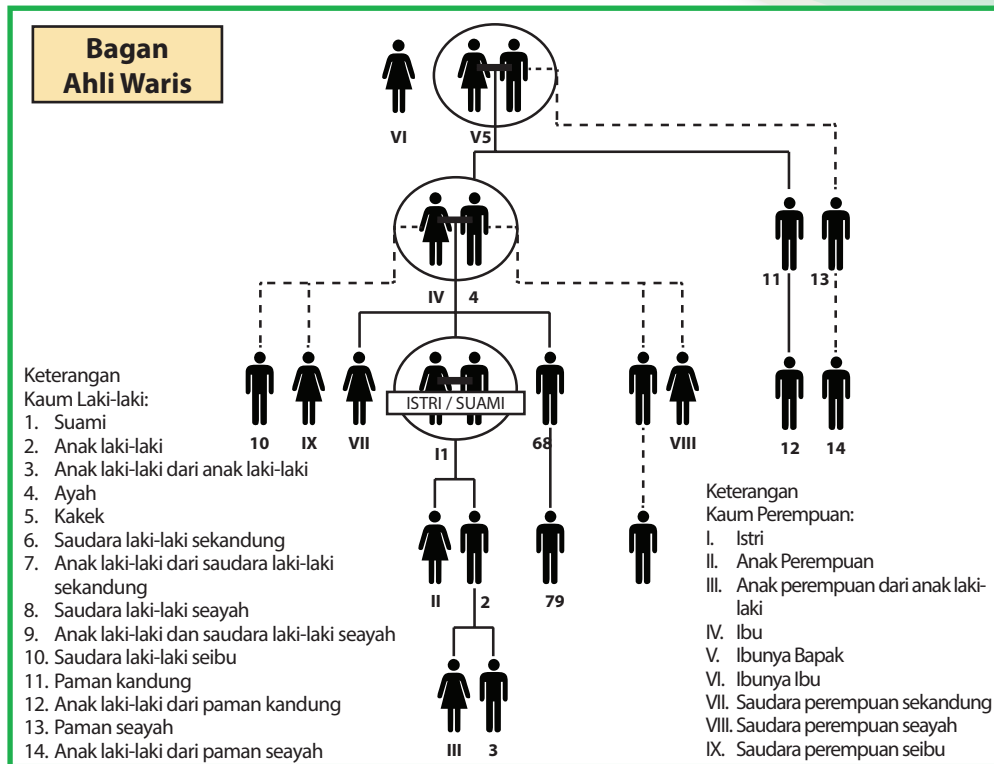 Bagan
Ahli Waris
VI
V5
11
13
IV 4
ISTRI / SUAMI
10
IX
VII
I1
68
VIII
12
14
II
2
79
III
3
Keterangan
Kaum Laki-laki:
1. Suami
2. Anak laki-laki
3. Anak laki-laki dari anak laki-laki
4. Ayah
5. Kakek
6. Saudara laki-laki sekandung
7. Anak laki-laki dari saudara laki-laki
sekandung
8. Saudara laki-laki seayah
9. Anak laki-laki dan saudara laki-laki seayah
10. Saudara laki-laki seibu
11. Paman kandung
12. Anak laki-laki dari paman kandung
13. Paman seayah
14. Anak laki-laki dari paman seayah
Keterangan
Kaum Perempuan:
I. Istri
II. Anak Perempuan
III. Anak perempuan dari anak laki-
laki
IV. Ibu
V. Ibunya Bapak
VI. Ibunya Ibu
VII. Saudara perempuan sekandung
VIII. Saudara perempuan seayah
IX. Saudara perempuan seibu